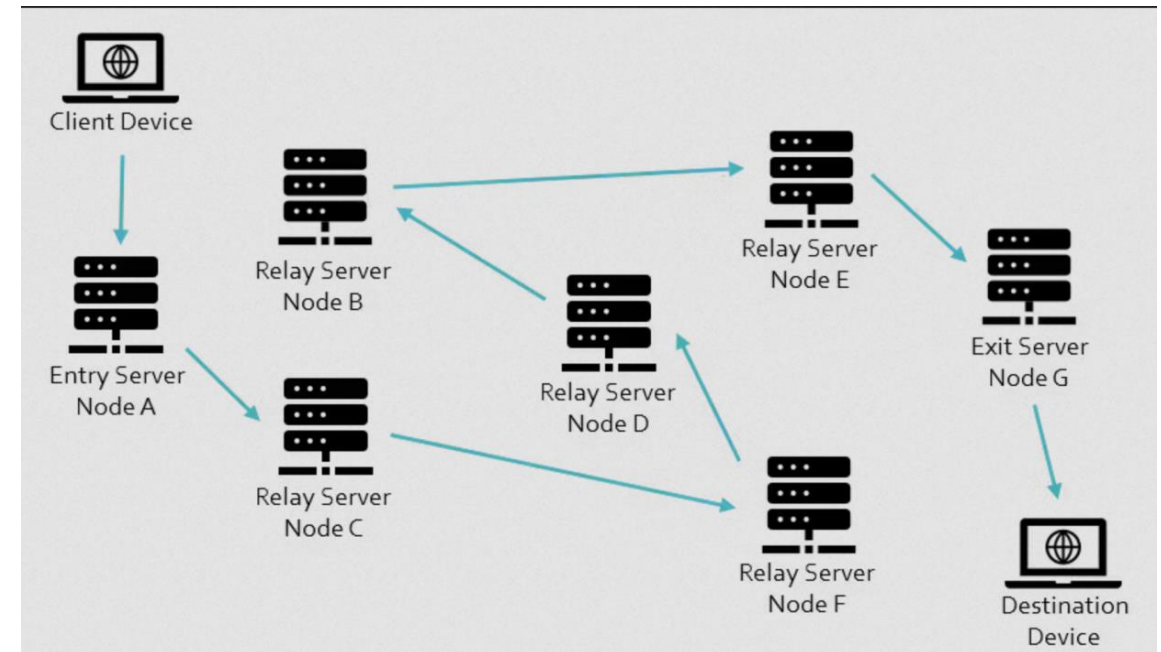 Client Device
Relay Server
Node B
Relay Server
Node E
Entry Server
Node A
Relay Server
Node D
Exit Server
Node G
Relay Server
Node C
Relay Server
Node F
Destination
Device